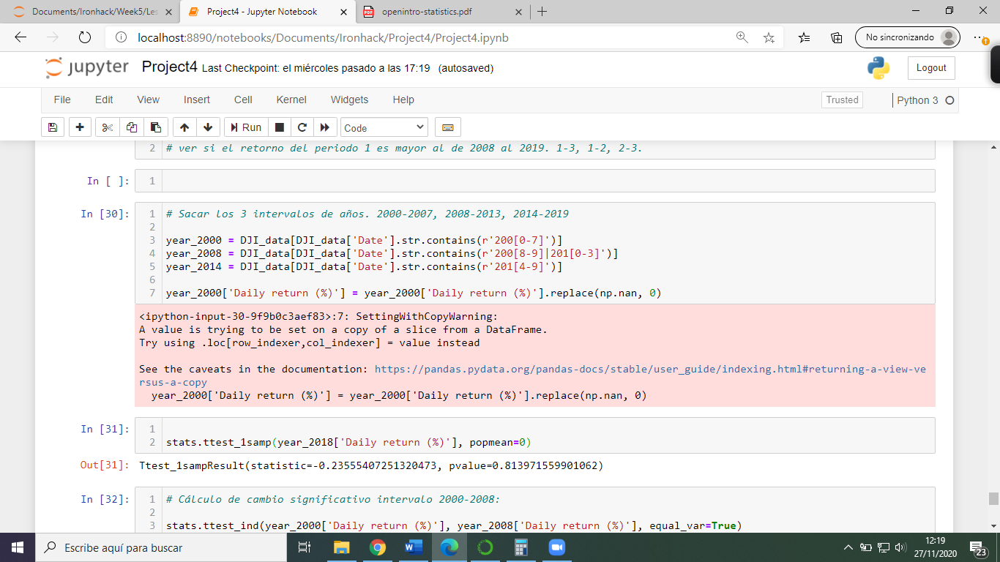 Documents/Ironhack/Week5/Les
Project4 - Jupyter Notebook
openintro-statistics.pdf
localhost:8890/notebooks/Documents/Ironhack/Project4/Project4.ipynb
No sincronizando
jupyter Project4 Last Checkpoint: el miércoles pasado a las 17:19 (autosaved)
Logout
File Edit View Insert Cell Kernel Widgets Help
Trusted
Python 3
Run
Code
2 # ver si el retorno del periodo 1 es mayor al de 2008 al 2019. 1-3, 1-2, 2-3.
In [ ]: 1
In [30]: 1 # Sacar los 3 intervalos de años. 2000-2007, 2008-2013, 2014-2019
2
3 year_2000 = DJI_data[DJI_data['Date'].str.contains(r'200[0-7]')]
4 year_2008 = DJI_data[DJI_data['Date'].str.contains(r'200[8-9]|201[0-3]')]
5 year_2014 = DJI_data[DJI_data['Date'].str.contains(r'201[4-9]')]
6
7 year_2000['Daily return (%)'] = year_2000['Daily return (%)'].replace(np.nan, 0)
<ipython-input-30-9f9b0c3aef83>:7: SettingWithCopyWarning:
A value is trying to be set on a copy of a slice from a DataFrame.
Try using .loc[row_indexer,col_indexer] = value instead
See the caveats in the documentation: https://pandas.pydata.org/pandas-docs/stable/user_guide/indexing.html#returning-a-view-ve
rsus-a-copy
year_2000['Daily return (%)'] = year_2000['Daily return (%)'].replace(np.nan, 0)
In [31]: 1
2 stats.ttest_1samp(year_2018['Daily return (%)'], popmean=0)
Out[31]: Ttest_1sampResult(statistic=-0.23555407251320473, pvalue=0.813971559901062)
In [32]: 1 # Cálculo de cambio significativo intervalo 2000-2008:
2
3 stats.ttest_ind(year_2000['Daily return (%)'], year_2008['Daily return (%)'], equal_var=True)
Escribe aquí para buscar
12:19
27/11/2020
23